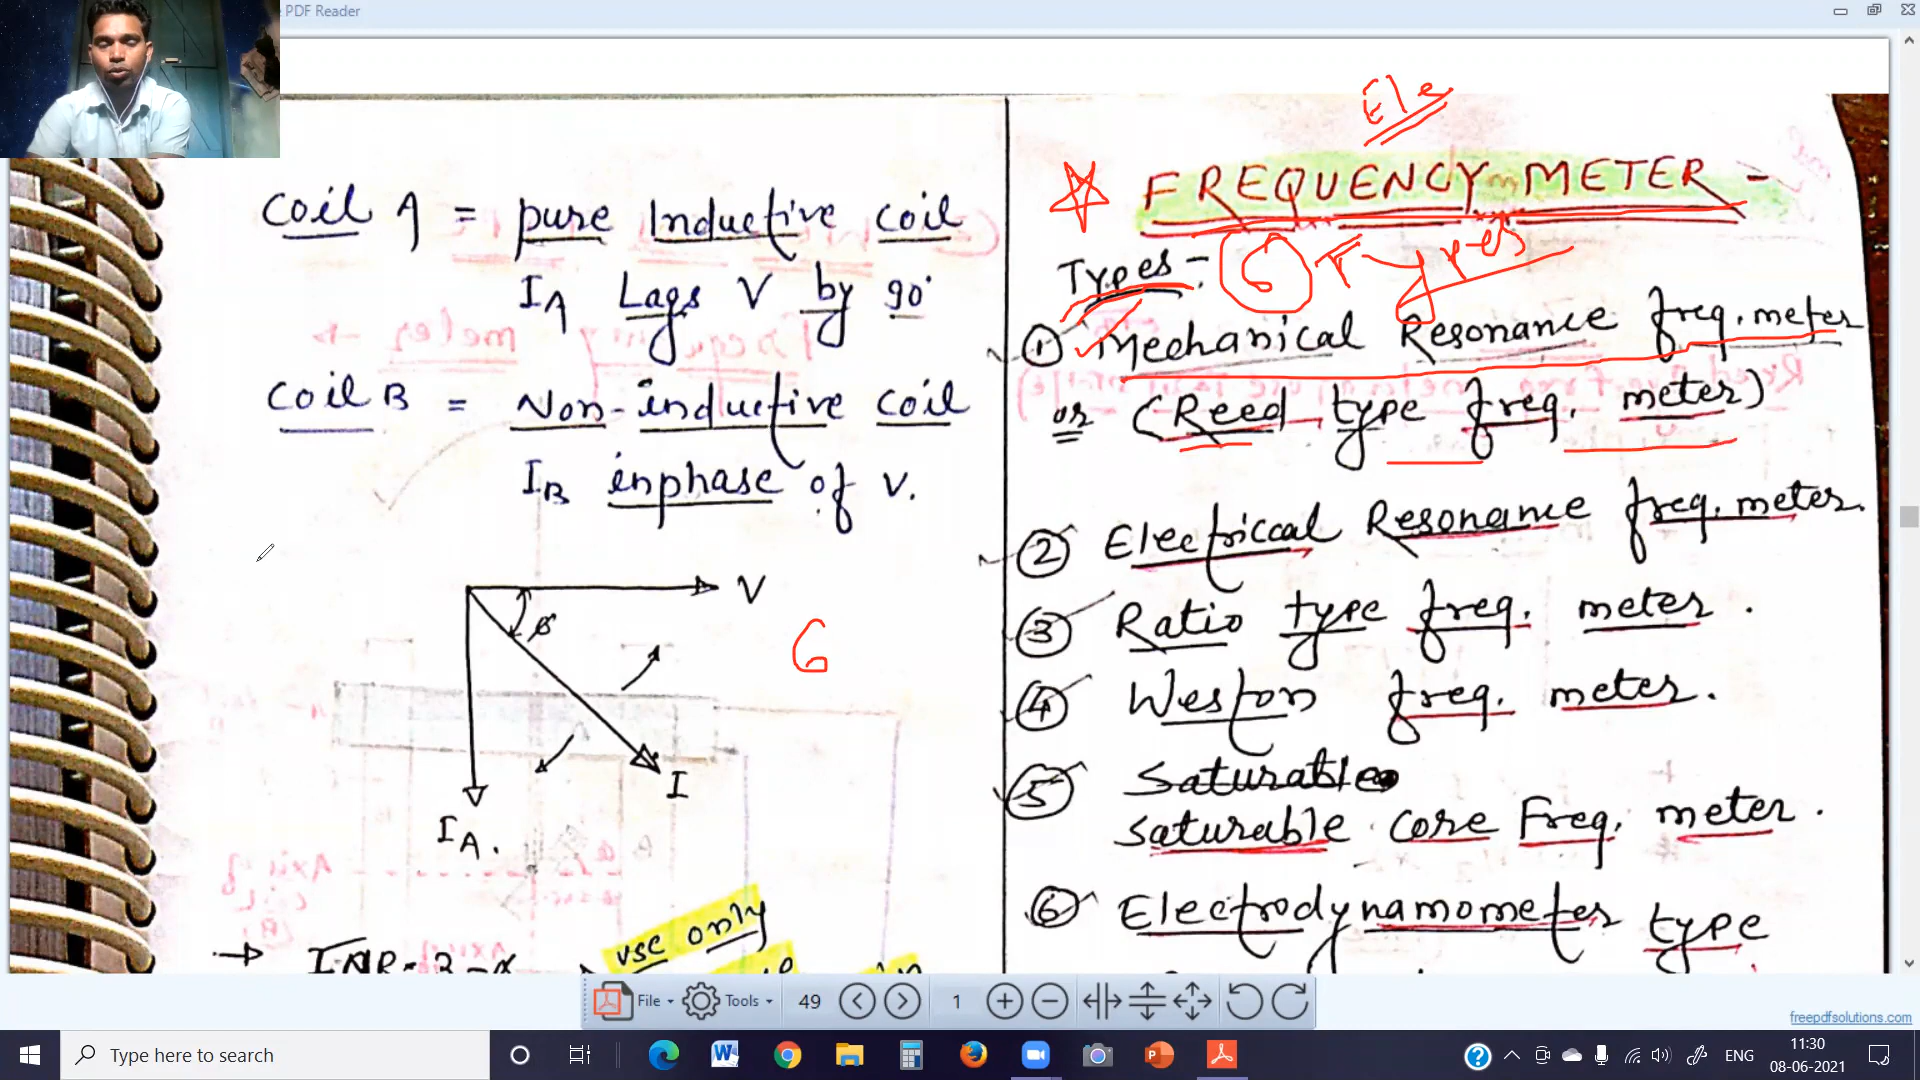 PDF Reader
Coil A = pure Inductive coil
IA Lags V by 90°
Coil B = Non-inductive coil
IB inphase of V.
V
ø
6
I
IA.
use only
Ele
FREQUENCY METER -
Types - 6 Types
① Mechanical Resonance freq. meter
or (Reed type freq. meter)
② Electrical Resonance freq. meter.
③ Ratio type freq. meter.
④ Weston freq. meter.
⑤ Saturable
Saturable core Freq. meter.
⑥ Electrodynamometer type
File Tools 49 1
freepdfsolutions.com
Type here to search
ENG
11:30
08-06-2021